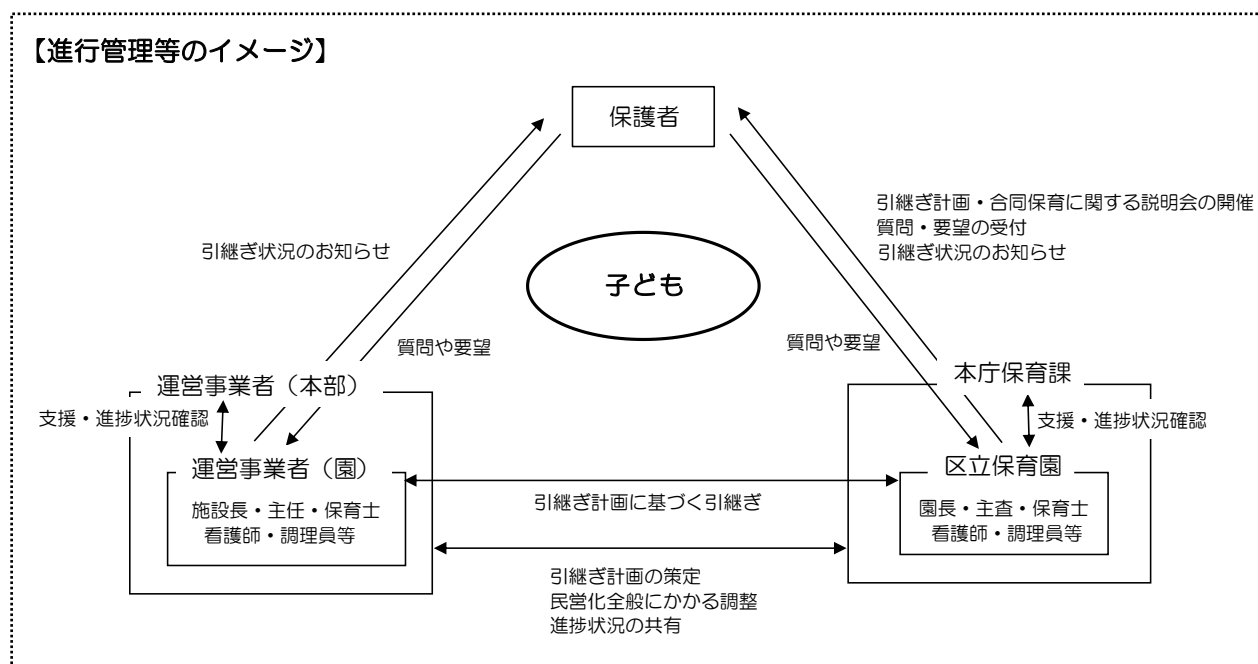 【進行管理等のイメージ】
保護者
引継ぎ計画・合同保育に関する説明会の開催
質問・要望の受付
引継ぎ状況のお知らせ
引継ぎ状況のお知らせ
子ども
質問や要望
質問や要望
運営事業者（本部）
本庁保育課
支援・進捗状況確認
支援・進捗状況確認
運営事業者（園）
区立保育園
施設長・主任・保育士
看護師・調理員等
引継ぎ計画に基づく引継ぎ
園長・主査・保育士
看護師・調理員等
引継ぎ計画の策定
民営化全般にかかる調整
進捗状況の共有